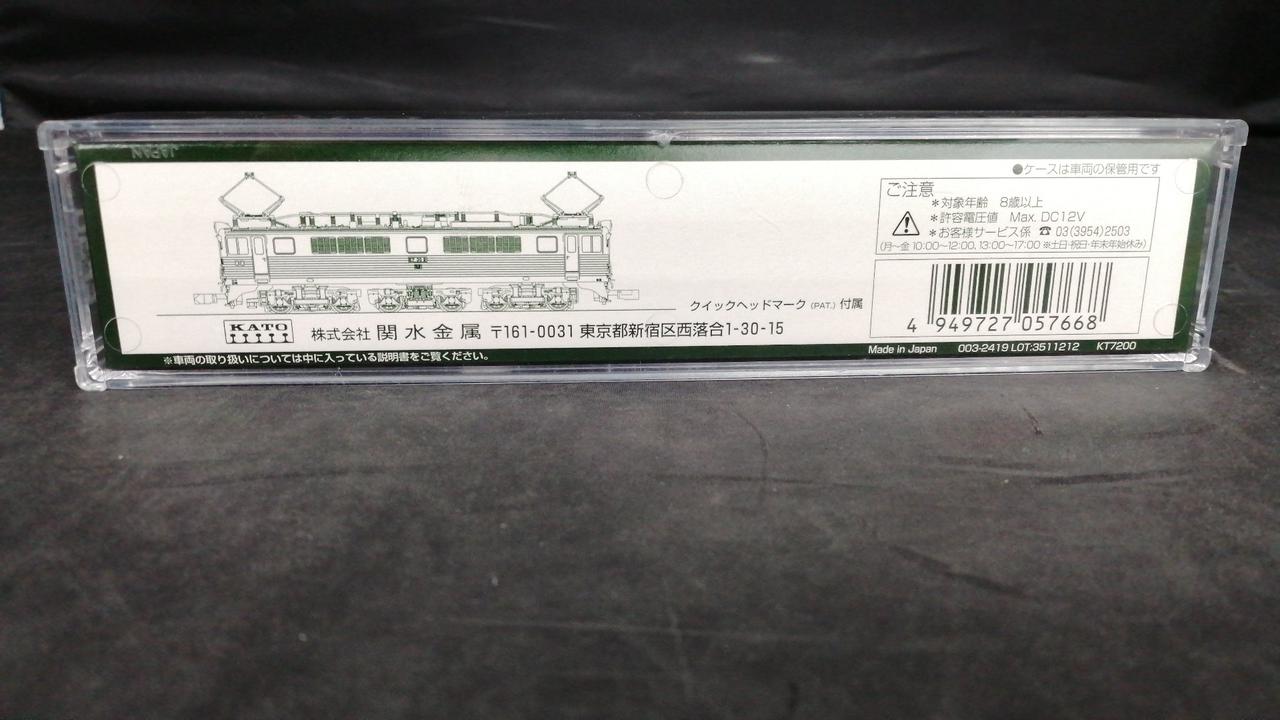 ●ケースは車両の保管用です
ご注意
＊対象年齢　8歳以上
＊許容電圧値　Max. DC12V
＊お客様サービス係 ☎ 03(3954)2503
(月～金 10:00～12:00, 13:00～17:00 ※土日・祝日・年末年始休み)
クイックヘッドマーク (PAT.) 付属
4 949727 057668
KATO 株式会社 関水金属 〒161-0031 東京都新宿区西落合1-30-15
Made in Japan 003-2419 LOT:3511212 KT7200
※車両の取り扱いについては中に入っている説明書をご覧ください。
JAPAN